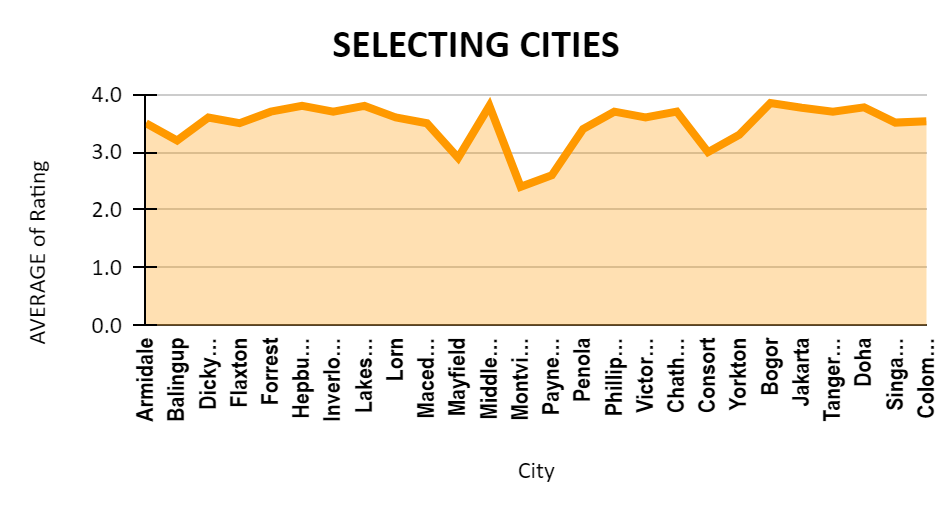 SELECTING CITIES
AVERAGE of Rating
4.0
3.0
2.0
1.0
0.0
Armidale
Balingup
Dicky…
Flaxton
Forrest
Hepbu…
Inverlo…
Lakes…
Lorn
Maced…
Mayfield
Middle…
Montvi…
Payne…
Penola
Phillip…
Victor…
Chath…
Consort
Yorkton
Bogor
Jakarta
Tanger…
Doha
Singa…
Colom…
City